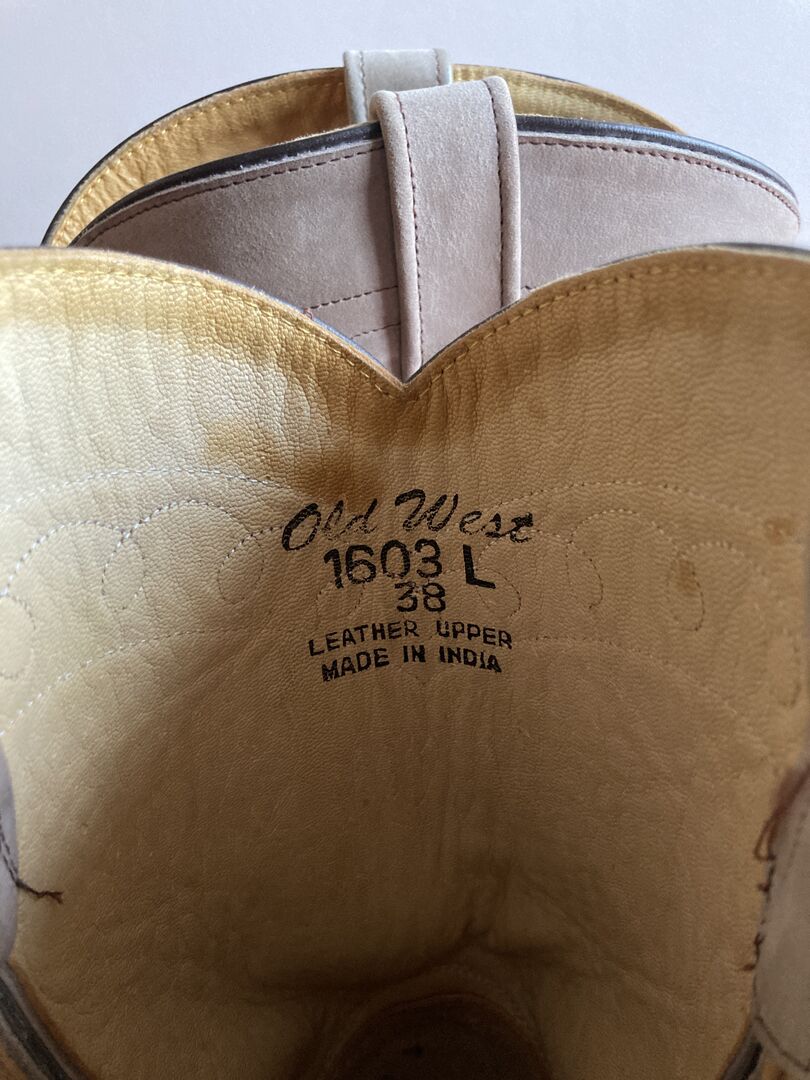 Old West
1603 L
38
LEATHER UPPER
MADE IN INDIA